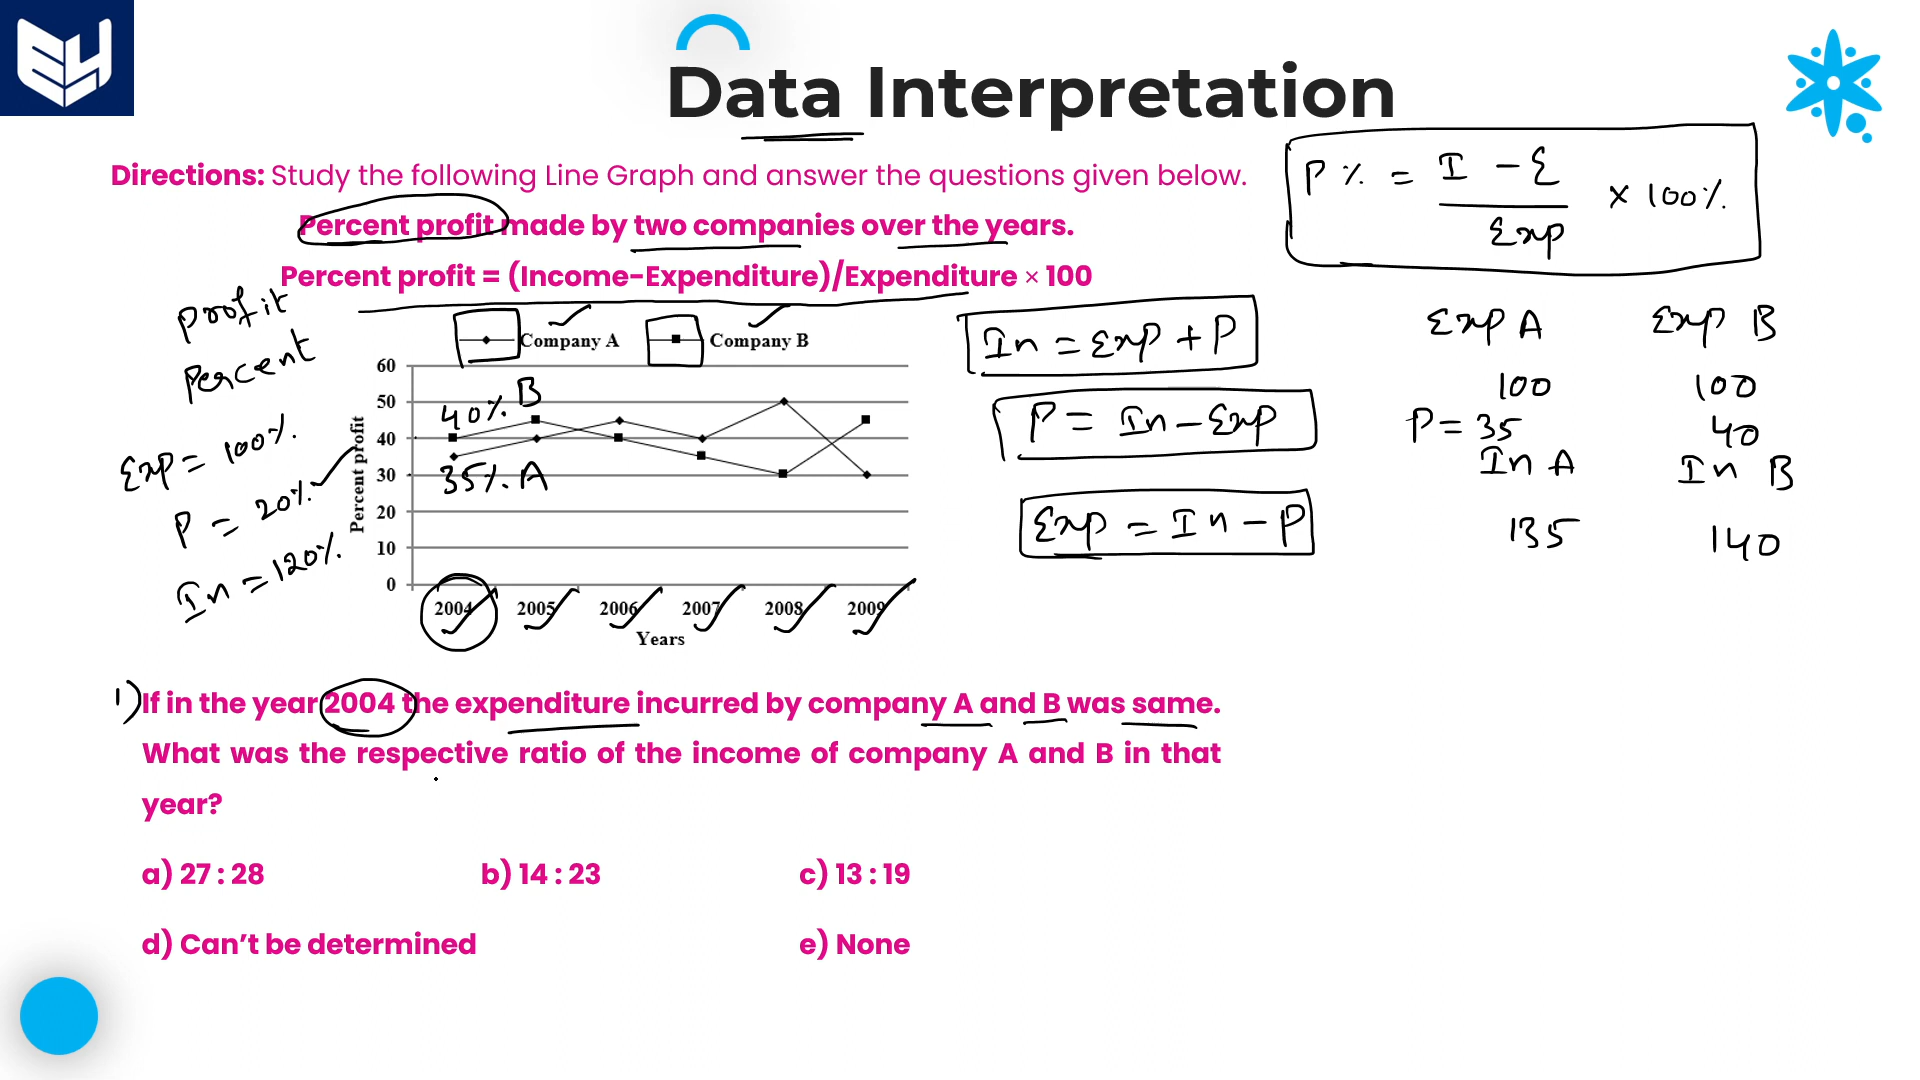 EY
Data Interpretation
Directions: Study the following Line Graph and answer the questions given below.
Percent profit made by two companies over the years.
Percent profit = (Income-Expenditure)/Expenditure × 100
P % = I - E / Exp × 100%
Profit
Percent
Exp = 100%
P = 20%
In = 120%
Company A
Company B
60
50
40
30
20
10
0
40% B
35% A
Percent profit
2004
2005
2006
2007
2008
2009
Years
In = Exp + P
P = In - Exp
Exp = In - P
Exp A Exp B
100 100
P = 35 40
In A In B
135 140
1) If in the year 2004 the expenditure incurred by company A and B was same.
What was the respective ratio of the income of company A and B in that
year?
a) 27 : 28
b) 14 : 23
c) 13 : 19
d) Can't be determined
e) None